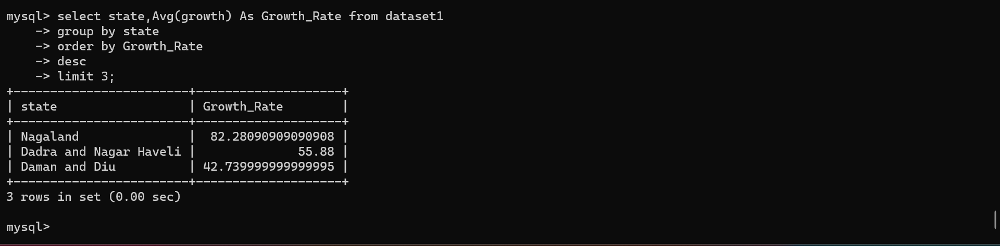 mysql> select state,Avg(growth) As Growth_Rate from dataset1
    -> group by state
    -> order by Growth_Rate
    -> desc
    -> limit 3;
+------------------------+--------------------+
| state                  | Growth_Rate        |
+------------------------+--------------------+
| Nagaland               |  82.28090909090908 |
| Dadra and Nagar Haveli |              55.88 |
| Daman and Diu          | 42.739999999999995 |
+------------------------+--------------------+
3 rows in set (0.00 sec)

mysql>